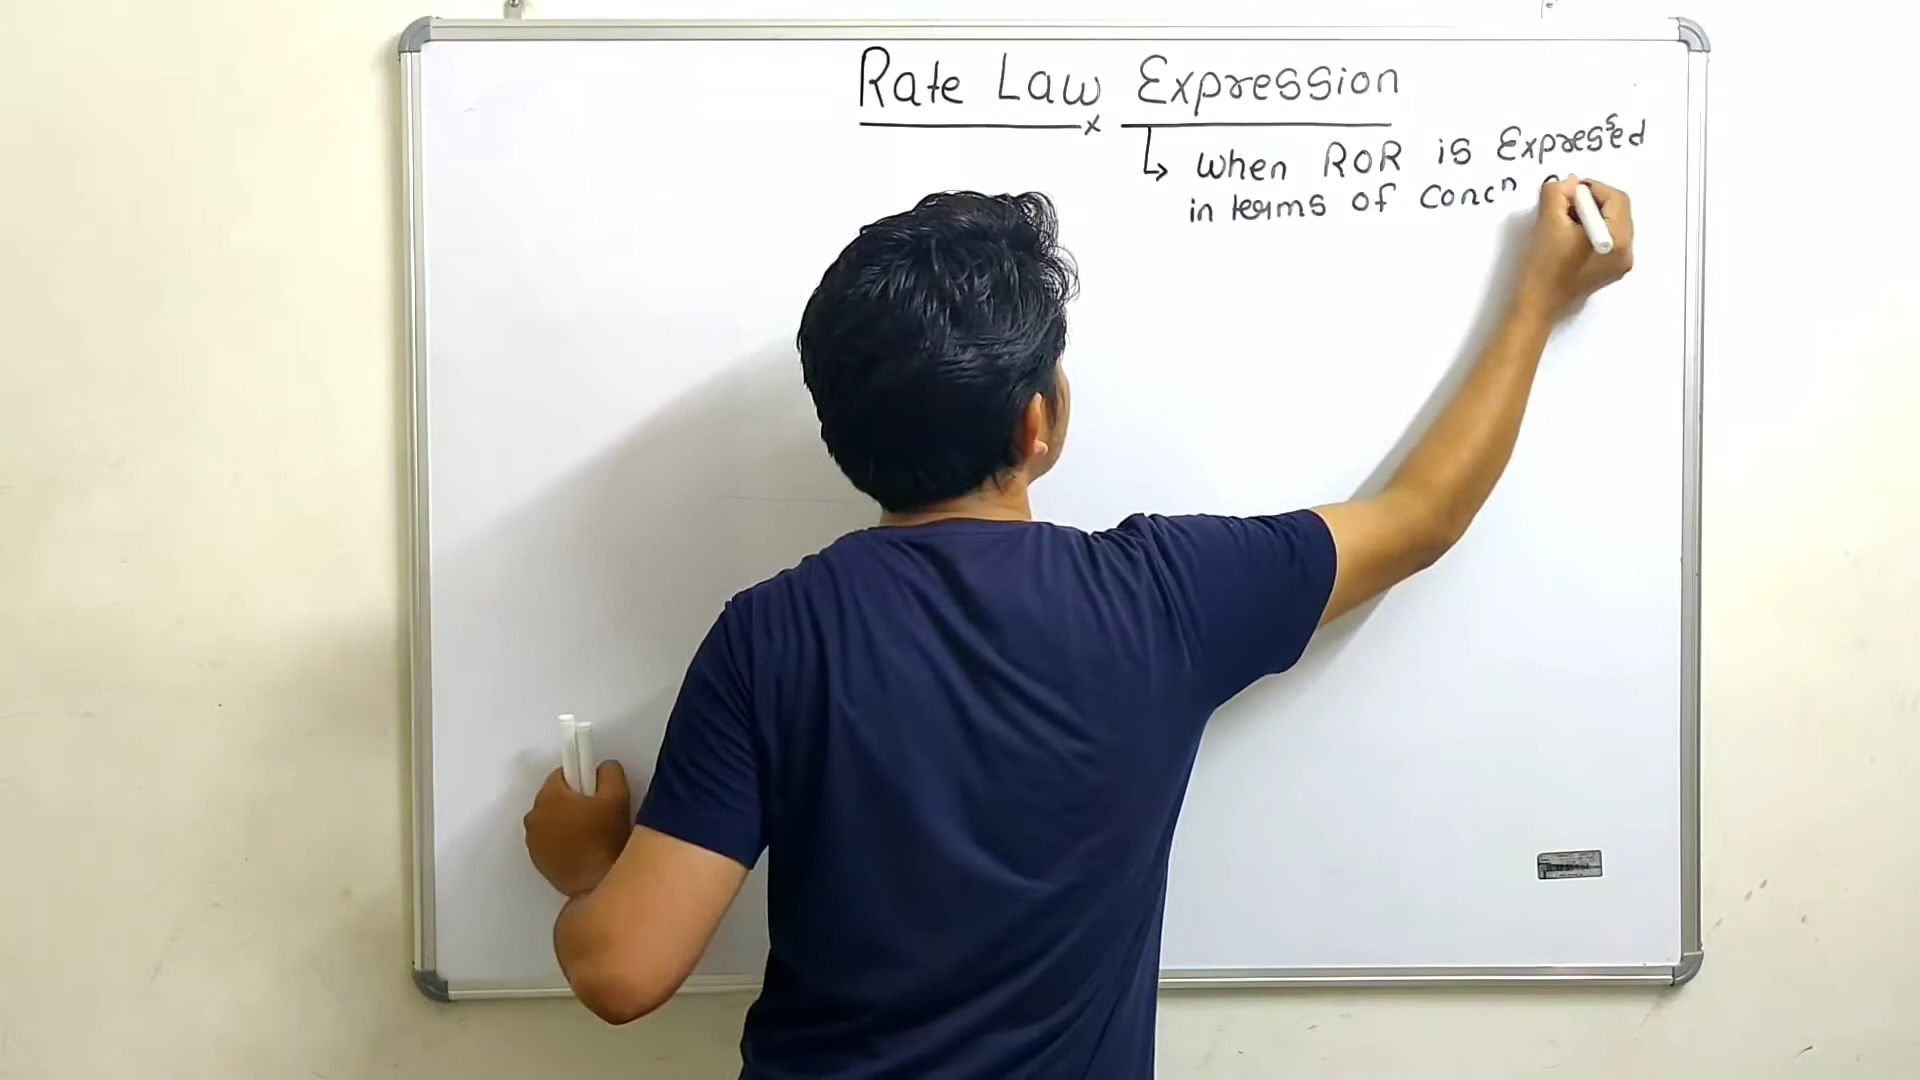 Rate Law Expression
x
↳ When ROR is Expressed
in terms of Concⁿ